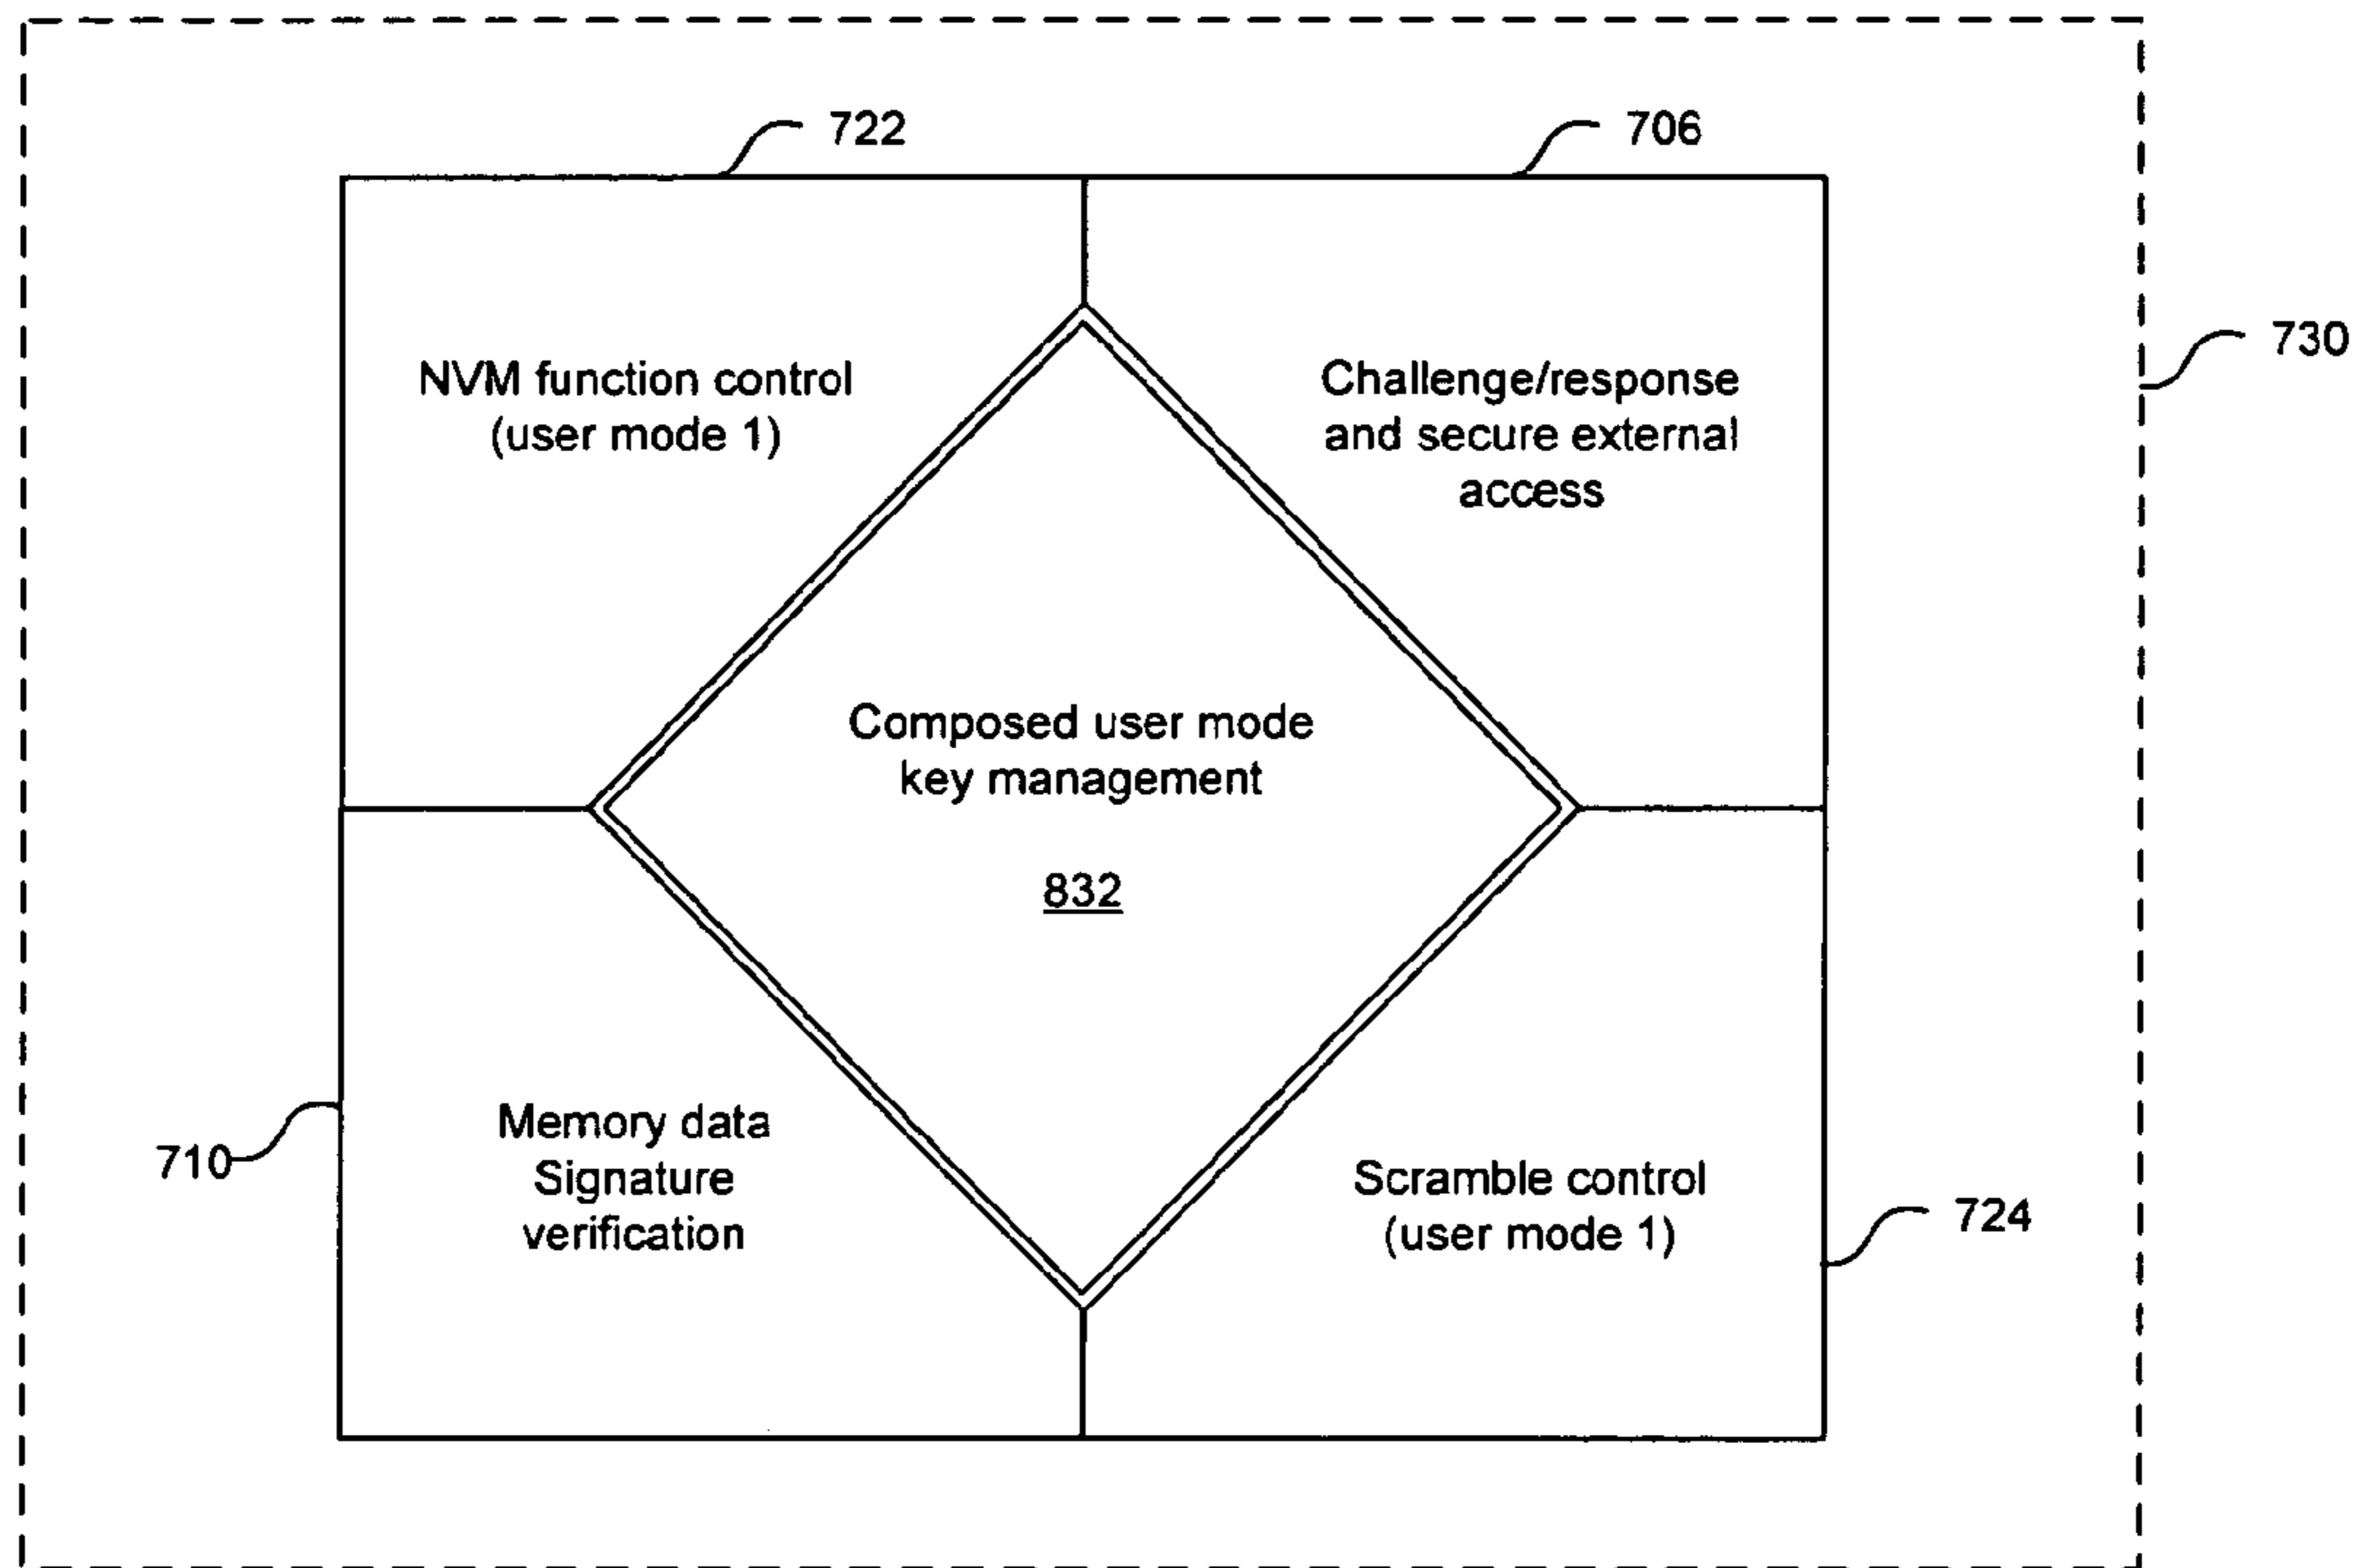 722
706
730
NVM function control
(user mode 1)
Challenge/response
and secure external
access
Composed user mode
key management
832
710
Memory data
Signature
verification
Scramble control
(user mode 1)
724